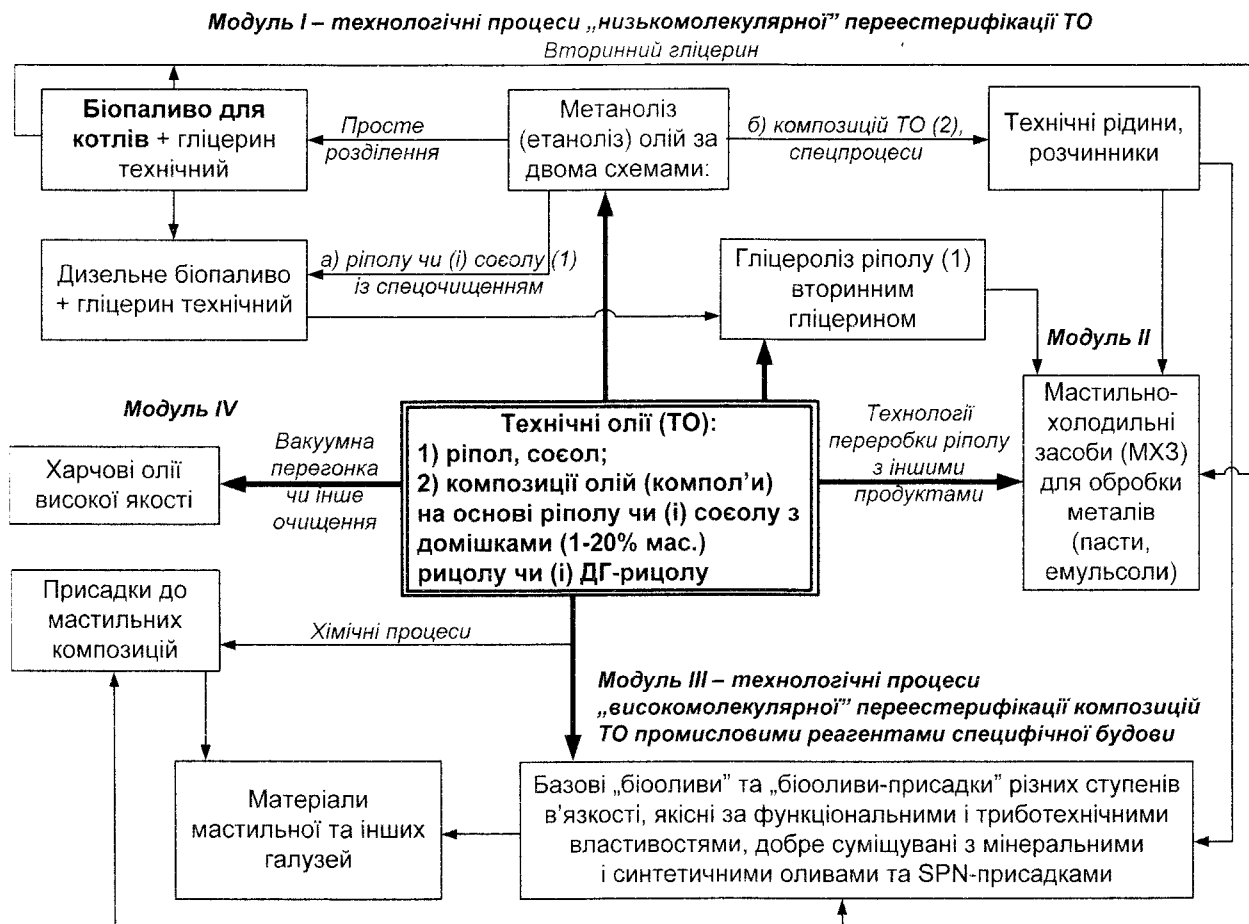 Модуль I – технологічні процеси „низькомолекулярної” переестерифікації ТО
Вторинний гліцерин
Біопаливо для
котлів + гліцерин
технічний
Просте
розділення
Метаноліз
(етаноліз) олій за
двома схемами:
б) композицій ТО (2),
спецпроцеси
Технічні рідини,
розчинники
Дизельне біопаливо
+ гліцерин технічний
а) ріполу чи (і) соєолу (1)
із спецочищенням
Гліцероліз ріполу (1)
вторинним
гліцерином
Модуль II
Модуль IV
Харчові олії
високої якості
Вакуумна
перегонка
чи інше
очищення
Технічні олії (ТО):
1) ріпол, соєол;
2) композиції олій (компол’и)
на основі ріполу чи (і) соєолу з
домішками (1-20% мас.)
рицолу чи (і) ДГ-рицолу
Технології
переробки ріполу
з іншими
продуктами
Мастильно-
холодильні
засоби (МХЗ)
для обробки
металів
(пасти,
емульсоли)
Присадки до
мастильних
композицій
Хімічні процеси
Модуль III – технологічні процеси
„високомолекулярної” переестерифікації композицій
ТО промисловими реагентами специфічної будови
Матеріали
мастильної та інших
галузей
Базові „біооливи” та „біооливи-присадки” різних ступенів
в’язкості, якісні за функціональними і триботехнічними
властивостями, добре суміщувані з мінеральними
і синтетичними оливами та SPN-присадками